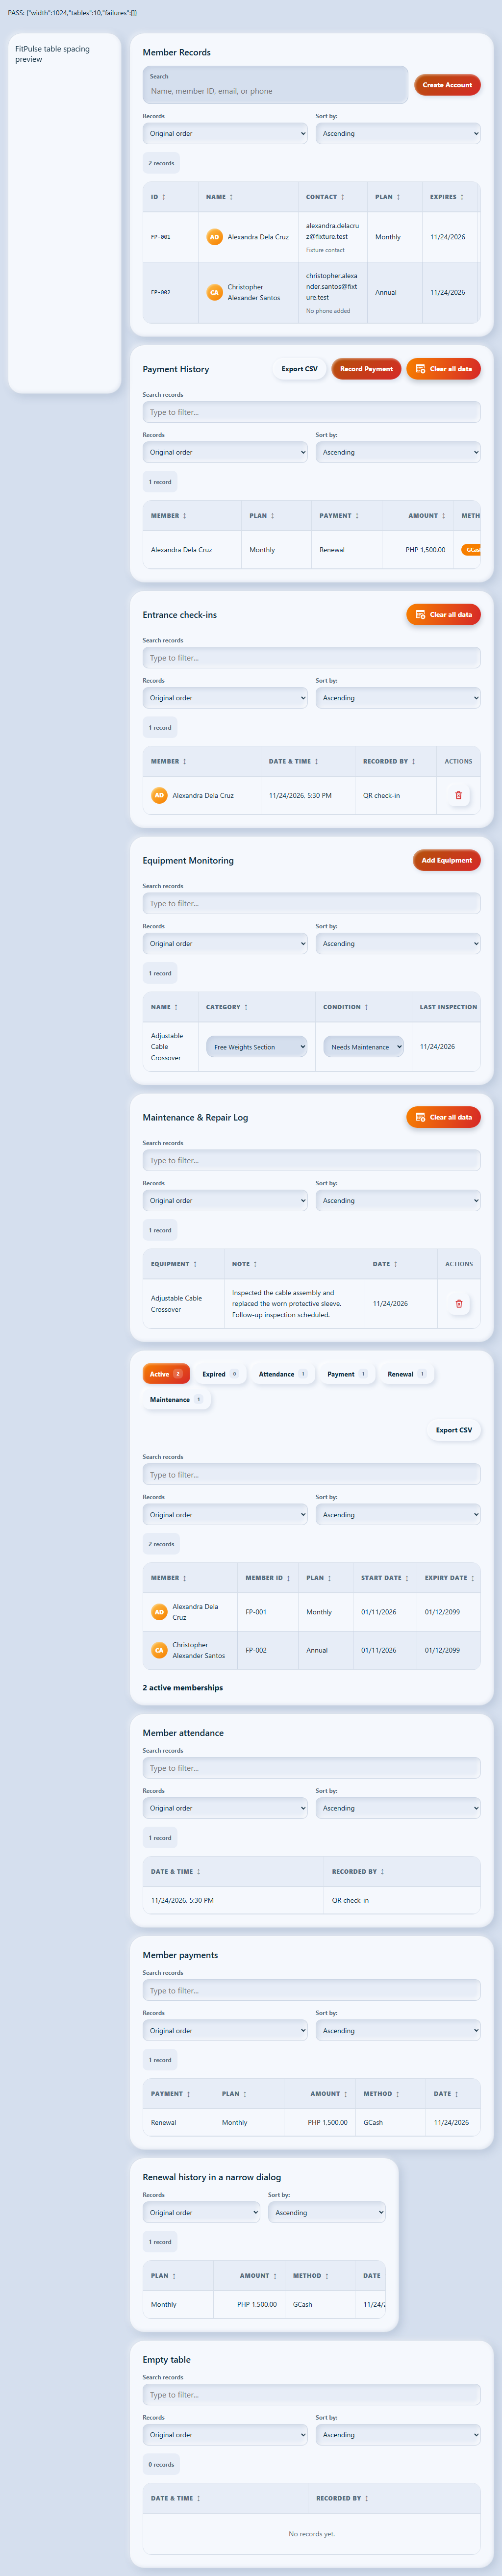 PASS: {"width":1024,"tables":10,"failures":[]}
FitPulse table spacing
preview
Member Records
Search
Name, member ID, email, or phone
Create Account
Records
Sort by:
Original order
Ascending
2 records
ID
NAME
CONTACT
PLAN
EXPIRES
FP-001
AD
Alexandra Dela Cruz
alexandra.delacru
z@fixture.test
Fixture contact
Monthly
11/24/2026
FP-002
CA
Christopher
Alexander Santos
christopher.alexa
nder.santos@fixt
ure.test
No phone added
Annual
11/24/2026
Payment History
Export CSV
Record Payment
Clear all data
Search records
Type to filter...
Records
Sort by:
Original order
Ascending
1 record
MEMBER
PLAN
PAYMENT
AMOUNT
METH
Alexandra Dela Cruz
Monthly
Renewal
PHP 1,500.00
GCash
Entrance check-ins
Clear all data
Search records
Type to filter...
Records
Sort by:
Original order
Ascending
1 record
MEMBER
DATE & TIME
RECORDED BY
ACTIONS
AD
Alexandra Dela Cruz
11/24/2026, 5:30 PM
QR check-in
Equipment Monitoring
Add Equipment
Search records
Type to filter...
Records
Sort by:
Original order
Ascending
1 record
NAME
CATEGORY
CONDITION
LAST INSPECTION
Adjustable
Cable
Crossover
Free Weights Section
Needs Maintenance
11/24/2026
Maintenance & Repair Log
Clear all data
Search records
Type to filter...
Records
Sort by:
Original order
Ascending
1 record
EQUIPMENT
NOTE
DATE
ACTIONS
Adjustable Cable
Crossover
Inspected the cable assembly and
replaced the worn protective sleeve.
Follow-up inspection scheduled.
11/24/2026
Active 2
Expired 0
Attendance 1
Payment 1
Renewal 1
Maintenance 1
Export CSV
Search records
Type to filter...
Records
Sort by:
Original order
Ascending
2 records
MEMBER
MEMBER ID
PLAN
START DATE
EXPIRY DATE
AD
Alexandra Dela
Cruz
FP-001
Monthly
01/11/2026
01/12/2099
CA
Christopher
Alexander Santos
FP-002
Annual
01/11/2026
01/12/2099
2 active memberships
Member attendance
Search records
Type to filter...
Records
Sort by:
Original order
Ascending
1 record
DATE & TIME
RECORDED BY
11/24/2026, 5:30 PM
QR check-in
Member payments
Search records
Type to filter...
Records
Sort by:
Original order
Ascending
1 record
PAYMENT
PLAN
AMOUNT
METHOD
DATE
Renewal
Monthly
PHP 1,500.00
GCash
11/24/2026
Renewal history in a narrow dialog
Records
Sort by:
Original order
Ascending
1 record
PLAN
AMOUNT
METHOD
DATE
Monthly
PHP 1,500.00
GCash
11/24/2
Empty table
Search records
Type to filter...
Records
Sort by:
Original order
Ascending
0 records
DATE & TIME
RECORDED BY
No records yet.